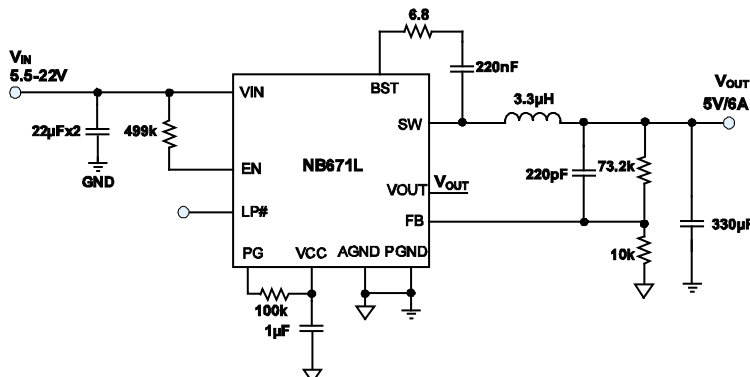 6.8
V_IN
5.5-22V
220nF
V_OUT
5V/6A
VIN
BST
3.3µH
22µFx2
499k
SW
NB671L
220pF
73.2k
EN
GND
VOUT
V_OUT
LP#
FB
330µF
10k
PG
VCC
AGND
PGND
100k
1µF